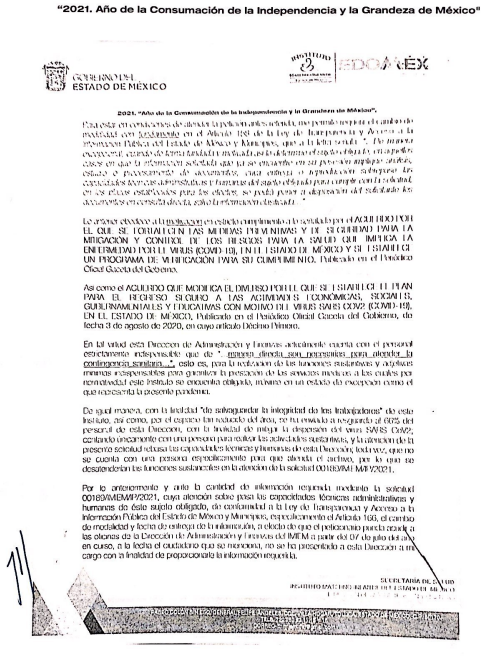 "2021. Año de la Consumación de la Independencia y la Grandeza de México"
INSTITUTO
EDOMÉX
GOBIERNO DEL
ESTADO DE MÉXICO
2021. "Año de la Consumación de la Independencia y la Grandeza de México",
Para estar en condiciones de atender la petición antes referida, me permito requerir el cambio de
modalidad con fundamento en el Artículo 158 de la Ley de Transparencia y Acceso a la
Información Pública del Estado de México y Municipios, que a la letra señala: "De manera
excepcional, cuando de forma fundada y motivada así lo determine el sujeto obligado, en aquellos
casos en que la información solicitada que ya se encuentre en su posesión implique análisis,
estudio o procesamiento de documentos, cuya entrega o reproducción sobrepase las
capacidades técnicas administrativas y humanas del sujeto obligado para cumplir con la solicitud,
en los plazos establecidos para tales efectos, se podrá poner a disposición del solicitante los
documentos en consulta directa, salvo la información clasificada..."
Lo anterior obedece a la motivación en estricto cumplimiento a lo señalado por el ACUERDO POR
EL QUE SE FORTALECEN LAS MEDIDAS PREVENTIVAS Y DE SEGURIDAD PARA LA
MITIGACIÓN Y CONTROL DE LOS RIESGOS PARA LA SALUD QUE IMPLICA LA
ENFERMEDAD POR EL VIRUS (COVID-19), EN EL ESTADO DE MÉXICO Y SE ESTABLECE
UN PROGRAMA DE VERIFICACIÓN PARA SU CUMPLIMIENTO. Publicado en el Periódico
Oficial Gaceta del Gobierno.
Así como el ACUERDO QUE MODIFICA EL DIVERSO POR EL QUE SE ESTABLECE EL PLAN
PARA EL REGRESO SEGURO A LAS ACTIVIDADES ECONÓMICAS, SOCIALES,
GUBERNAMENTALES Y EDUCATIVAS CON MOTIVO DEL VIRUS SARS COV2 (COVID-19),
EN EL ESTADO DE MÉXICO, Publicado en el Periódico Oficial Gaceta del Gobierno, de
fecha 3 de agosto de 2020, en cuyo artículo Décimo Primero.
En tal virtud esta Dirección de Administración y Finanzas actualmente cuenta con el personal
estrictamente indispensable que de "..manera directa son necesarios para atender la
contingencia sanitaria...", esto es, para la realización de las funciones sustantivas y adjetivas
mínimas indispensables para garantizar la prestación de los servicios médicos a los cuales por
normatividad este Instituto se encuentra obligado, máximo en un estado de excepción como el
que representa la presente pandemia.
De igual manera, con la finalidad "de salvaguardar la integridad de los trabajadores" de este
Instituto, así como, por el espacio tan reducido del área, se ha enviado a resguardo al 66% del
personal de esta Dirección, con la finalidad de mitigar la dispersión del virus SARS CoV2,
contando únicamente con una persona para realizar las actividades sustantivas, y la atención de la
presente solicitud rebasa las capacidades técnicas y humanas de esta Dirección, toda vez, que no
se cuenta con una persona específicamente para que atienda el archivo, por lo que se
desatenderían las funciones sustanciales en la atención de la solicitud 00189/IMIEM/IP/2021.
Por lo anteriormente y ante la cantidad de información requerida mediante la solicitud
00189/IMIEM/IP/2021, cuya atención sobre pasa las capacidades técnicas administrativas y
humanas de éste sujeto obligado, de conformidad a la Ley de Transparencia y Acceso a la
Información Pública del Estado de México y Municipios, específicamente el Artículo 166, el cambio
de modalidad y fecha de entrega de la información, a efecto de que el peticionario pueda acudir a
las oficinas de la Dirección de Administración y Finanzas del IMIEM a partir del 07 de julio del año
en curso, a la fecha el ciudadano que se menciona, no se ha presentado a esta Dirección a mi
cargo con la finalidad de proporcionarle la información requerida.
SECRETARÍA DE SALUD
INSTITUTO MATERNO INFANTIL DEL ESTADO DE MÉXICO